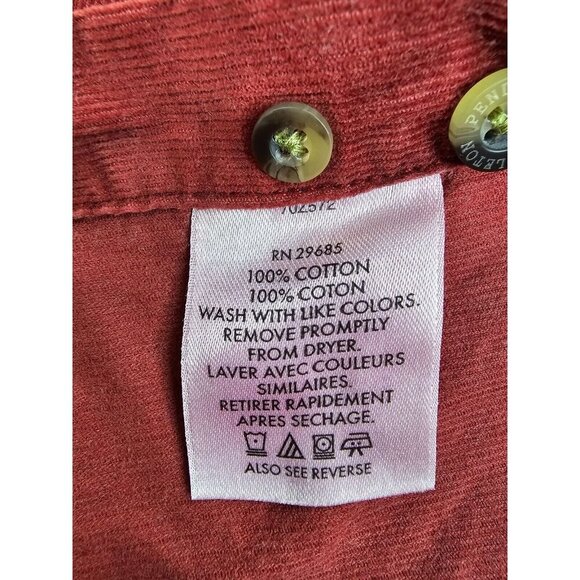 PENDLETON
RN 29685
100% COTTON
100% COTON
WASH WITH LIKE COLORS.
REMOVE PROMPTLY
FROM DRYER.
LAVER AVEC COULEURS
SIMILAIRES.
RETIRER RAPIDEMENT
APRES SECHAGE.
ALSO SEE REVERSE